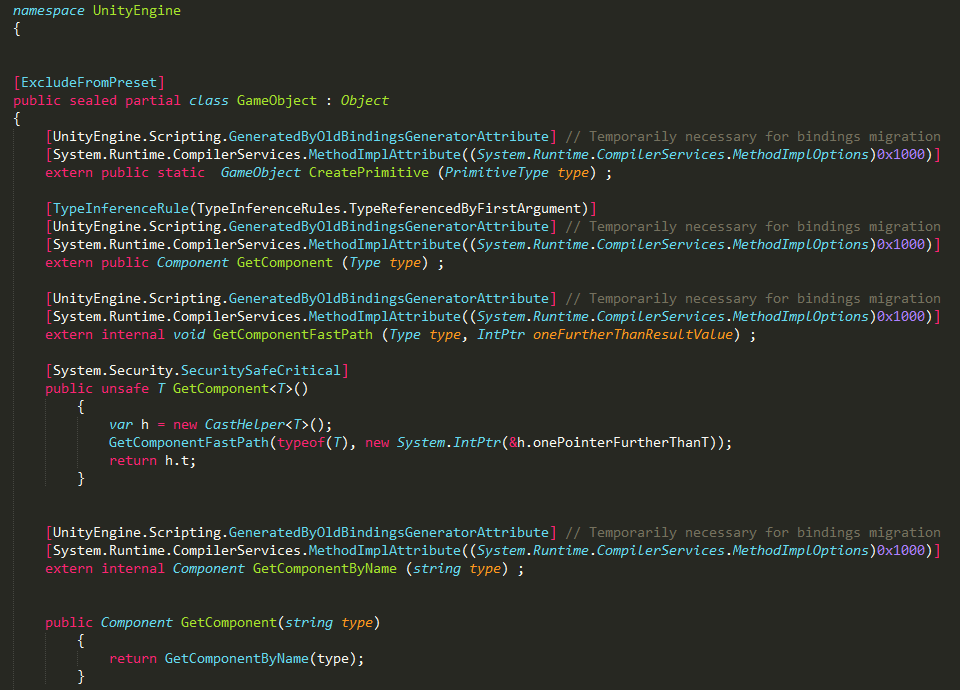 namespace UnityEngine
{
[ExcludeFromPreset]
public sealed partial class GameObject : Object
{
[UnityEngine.Scripting.GeneratedByOldBindingsGeneratorAttribute] // Temporarily necessary for bindings migration
[System.Runtime.CompilerServices.MethodImplAttribute((System.Runtime.CompilerServices.MethodImplOptions)0x1000)]
extern public static  GameObject CreatePrimitive (PrimitiveType type) ;
[TypeInferenceRule(TypeInferenceRules.TypeReferencedByFirstArgument)]
[UnityEngine.Scripting.GeneratedByOldBindingsGeneratorAttribute] // Temporarily necessary for bindings migration
[System.Runtime.CompilerServices.MethodImplAttribute((System.Runtime.CompilerServices.MethodImplOptions)0x1000)]
extern public Component GetComponent (Type type) ;
[UnityEngine.Scripting.GeneratedByOldBindingsGeneratorAttribute] // Temporarily necessary for bindings migration
[System.Runtime.CompilerServices.MethodImplAttribute((System.Runtime.CompilerServices.MethodImplOptions)0x1000)]
extern internal void GetComponentFastPath (Type type, IntPtr oneFurtherThanResultValue) ;
[System.Security.SecuritySafeCritical]
public unsafe T GetComponent<T>()
{
var h = new CastHelper<T>();
GetComponentFastPath(typeof(T), new System.IntPtr(&h.onePointerFurtherThanT));
return h.t;
}
[UnityEngine.Scripting.GeneratedByOldBindingsGeneratorAttribute] // Temporarily necessary for bindings migration
[System.Runtime.CompilerServices.MethodImplAttribute((System.Runtime.CompilerServices.MethodImplOptions)0x1000)]
extern internal Component GetComponentByName (string type) ;
public Component GetComponent(string type)
{
return GetComponentByName(type);
}